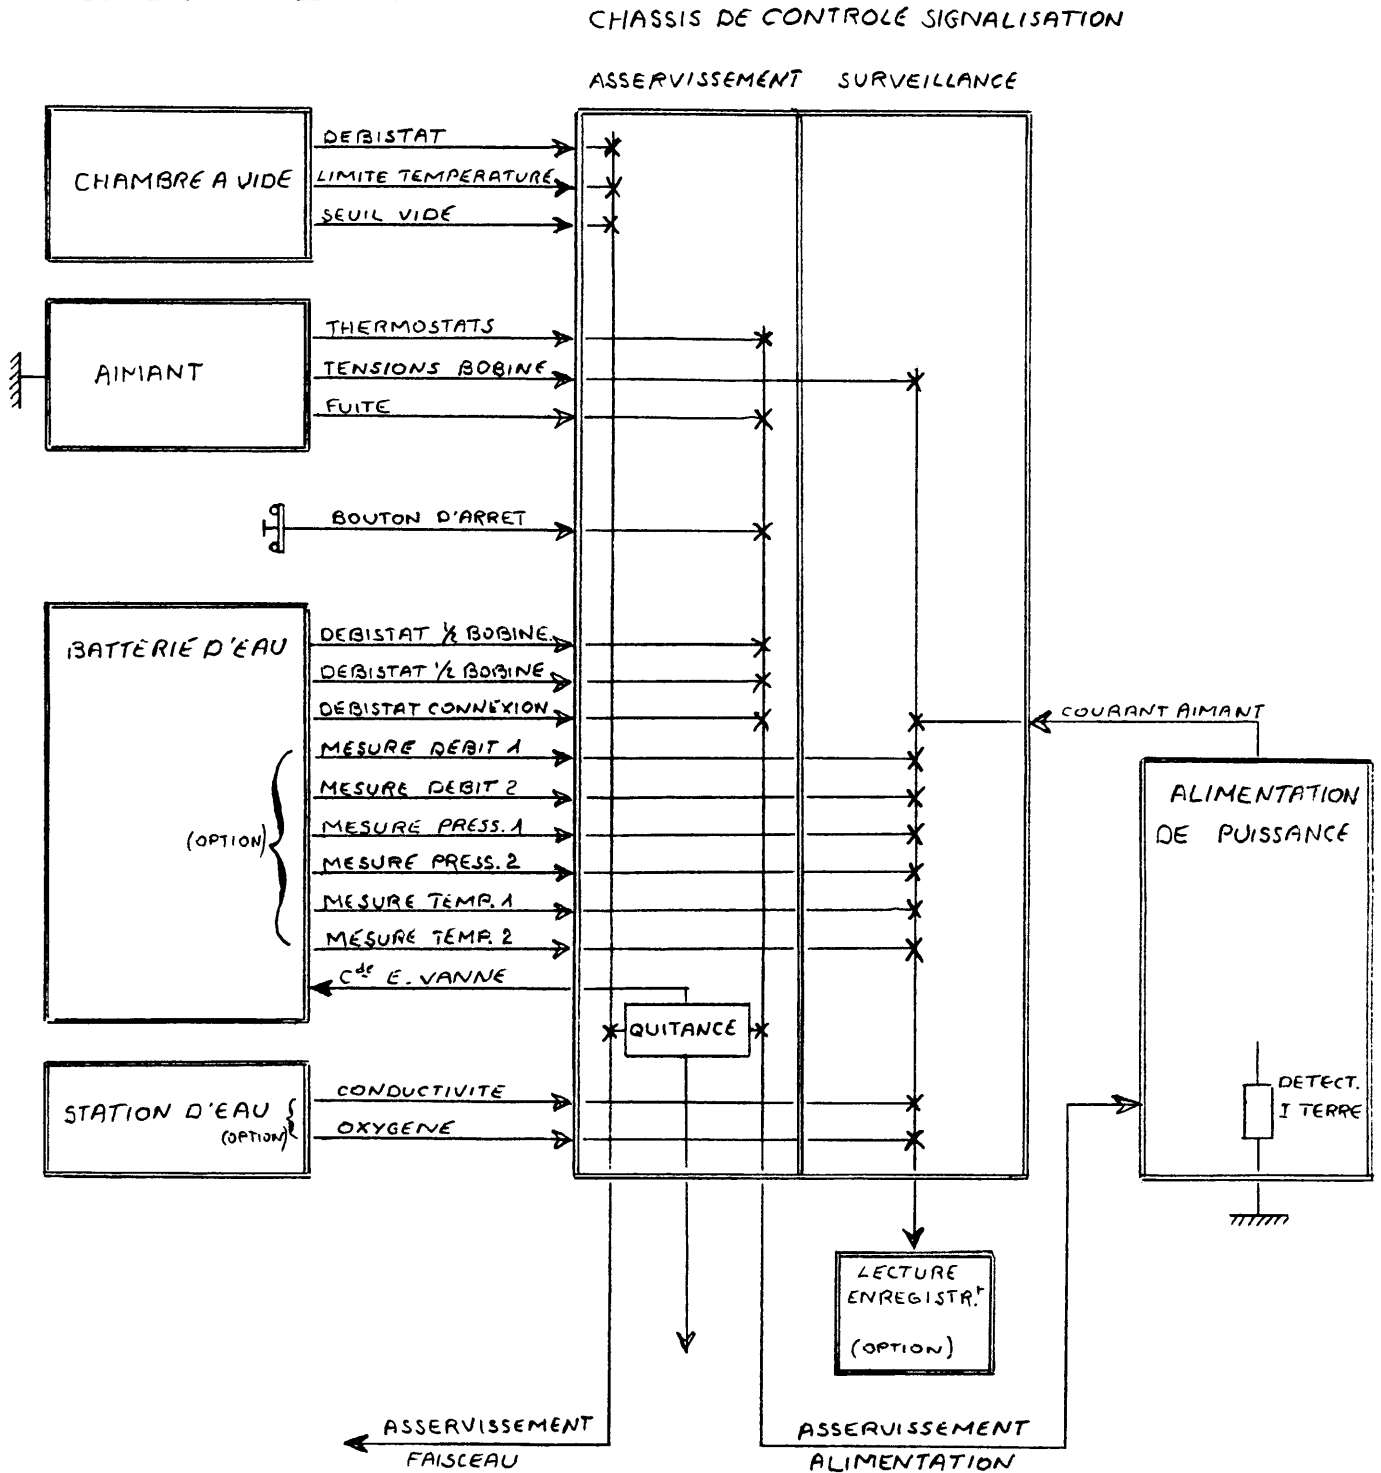 CHASSIS DE CONTROLE SIGNALISATION
ASSERVISSEMENT SURVEILLANCE
CHAMBRE A VIDE
DEBISTAT
LIMITE TEMPERATURE
SEUIL VIDE
AIMANT
THERMOSTATS
TENSIONS BOBINE
FUITE
BOUTON D'ARRET
BATTERIE D'EAU
DEBISTAT 1/2 BOBINE.
DEBISTAT 1/2 BOBINE
DEBISTAT CONNEXION
MESURE DEBIT 1
MESURE DEBIT 2
MESURE PRESS. 1
MESURE PRESS. 2
MESURE TEMP. 1
MESURE TEMP. 2
(OPTION)
Cde E. VANNE
QUITANCE
COURANT AIMANT
ALIMENTATION
DE PUISSANCE
DETECT.
I TERRE
STATION D'EAU
(OPTION)
CONDUCTIVITE
OXYGENE
LECTURE
ENREGISTR.t
(OPTION)
ASSERVISSEMENT
FAISCEAU
ASSERVISSEMENT
ALIMENTATION